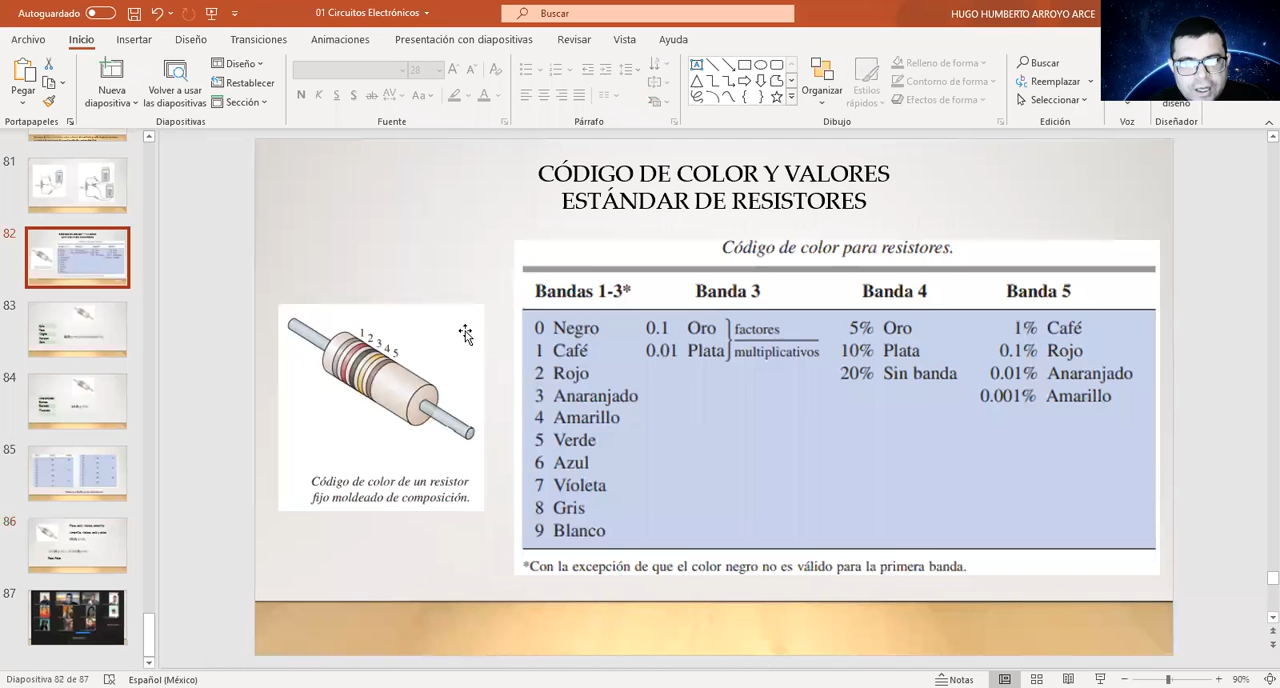 Autoguardado
01 Circuitos Electrónicos
Buscar
HUGO HUMBERTO ARROYO ARCE
Archivo Inicio Insertar Diseño Transiciones Animaciones Presentación con diapositivas Revisar Vista Ayuda
Pegar
Nueva diapositiva
Volver a usar las diapositivas
Diseño
Restablecer
Sección
28
N K S S ab AV Aa A
Organizar
Estilos rápidos
Relleno de forma
Contorno de forma
Efectos de forma
Buscar
Reemplazar
Seleccionar
diseño
Portapapeles Diapositivas Fuente Párrafo Dibujo Edición Voz Diseñador
81
82
83
84
85
86
87
CÓDIGO DE COLOR Y VALORES
ESTÁNDAR DE RESISTORES
1 2 3 4 5
Código de color de un resistor
fijo moldeado de composición.
Código de color para resistores.
Bandas 1-3* Banda 3 Banda 4 Banda 5
0 Negro 0.1 Oro factores 5% Oro 1% Café
1 Café 0.01 Plata multiplicativos 10% Plata 0.1% Rojo
2 Rojo 20% Sin banda 0.01% Anaranjado
3 Anaranjado 0.001% Amarillo
4 Amarillo
5 Verde
6 Azul
7 Víoleta
8 Gris
9 Blanco
*Con la excepción de que el color negro no es válido para la primera banda.
Diapositiva 82 de 87 Español (México) Notas 90%